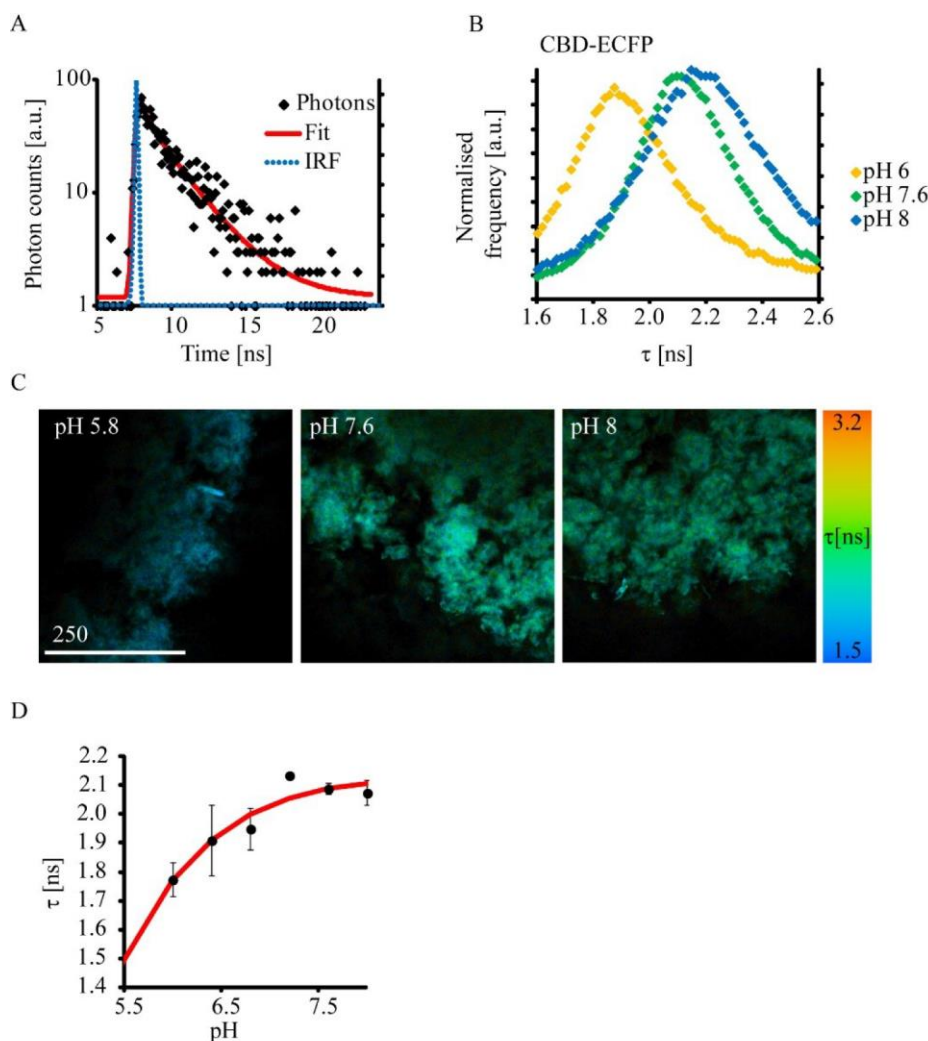 A
100
10
1
Photon counts [a.u.]
5 10 15 20
Time [ns]
Photons
Fit
IRF
B
CBD-ECFP
Normalised
frequency [a.u.]
1.6 1.8 2.0 2.2 2.4 2.6
τ [ns]
pH 6
pH 7.6
pH 8
C
pH 5.8
250
pH 7.6
pH 8
3.2
τ[ns]
1.5
D
2.2
2.1
2.0
1.9
1.8
1.7
1.6
1.5
1.4
τ [ns]
5.5 6.5 7.5
pH